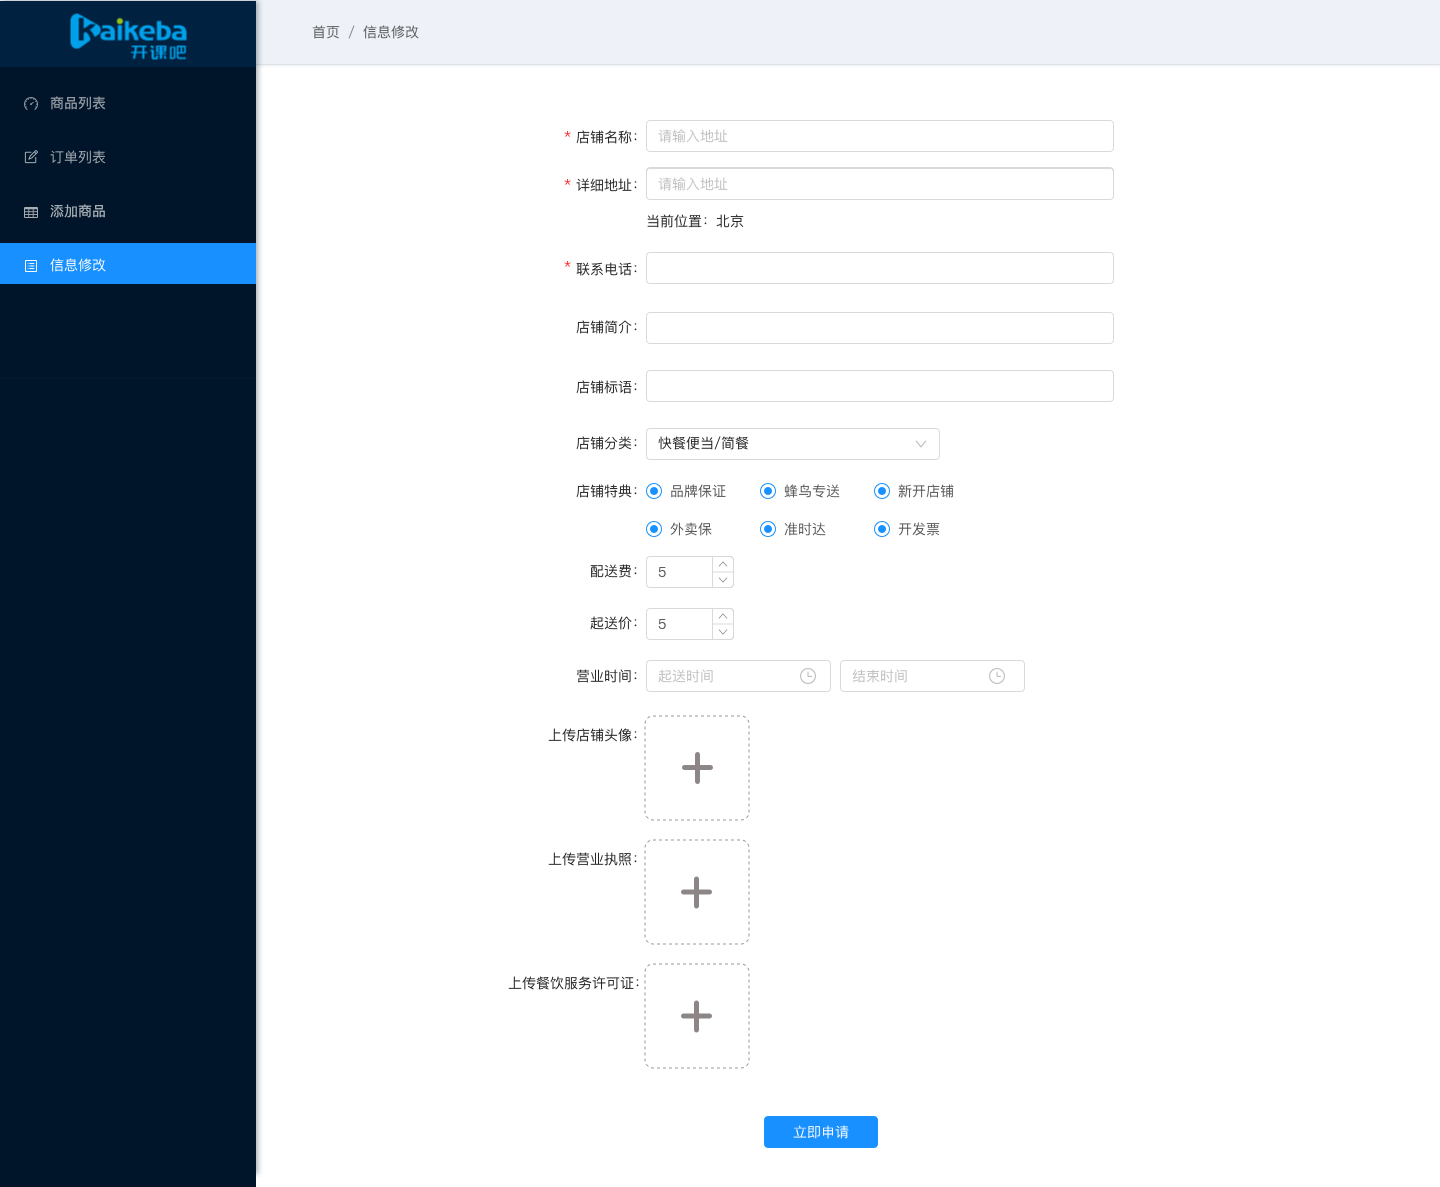 kaikeba
开课吧
首页 / 信息修改
商品列表
订单列表
添加商品
信息修改
* 店铺名称: 请输入地址
* 详细地址: 请输入地址
当前位置: 北京
* 联系电话:
店铺简介:
店铺标语:
店铺分类: 快餐便当/简餐
店铺特典: 品牌保证 蜂鸟专送 新开店铺
外卖保 准时达 开发票
配送费: 5
起送价: 5
营业时间: 起送时间 结束时间
上传店铺头像:
上传营业执照:
上传餐饮服务许可证:
立即申请